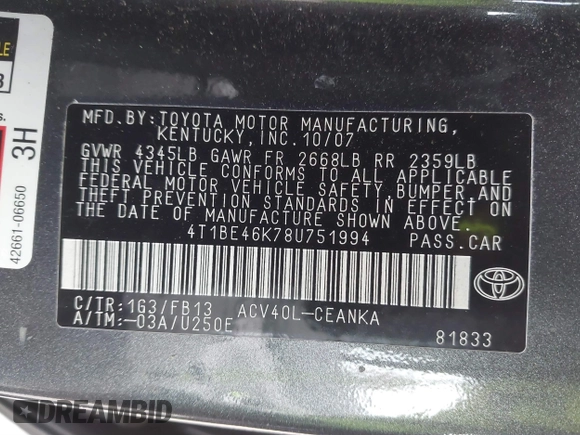 LE
3
s.
3H
42661-06650
MFD.BY:TOYOTA MOTOR MANUFACTURING,
KENTUCKY,INC.10/07
GVWR 4345LB GAWR FR 2668LB RR 2359LB
THIS VEHICLE CONFORMS TO ALL APPLICABLE
FEDERAL MOTOR VEHICLE SAFETY, BUMPER AND
THEFT PREVENTION STANDARDS IN EFFECT ON
THE DATE OF MANUFACTURE SHOWN ABOVE.
4T1BE46K78U751994 PASS.CAR
C/TR:1G3/FB13 ACV40L-CEANKA
A/TM:-03A/U250E
81833
DREAMBID